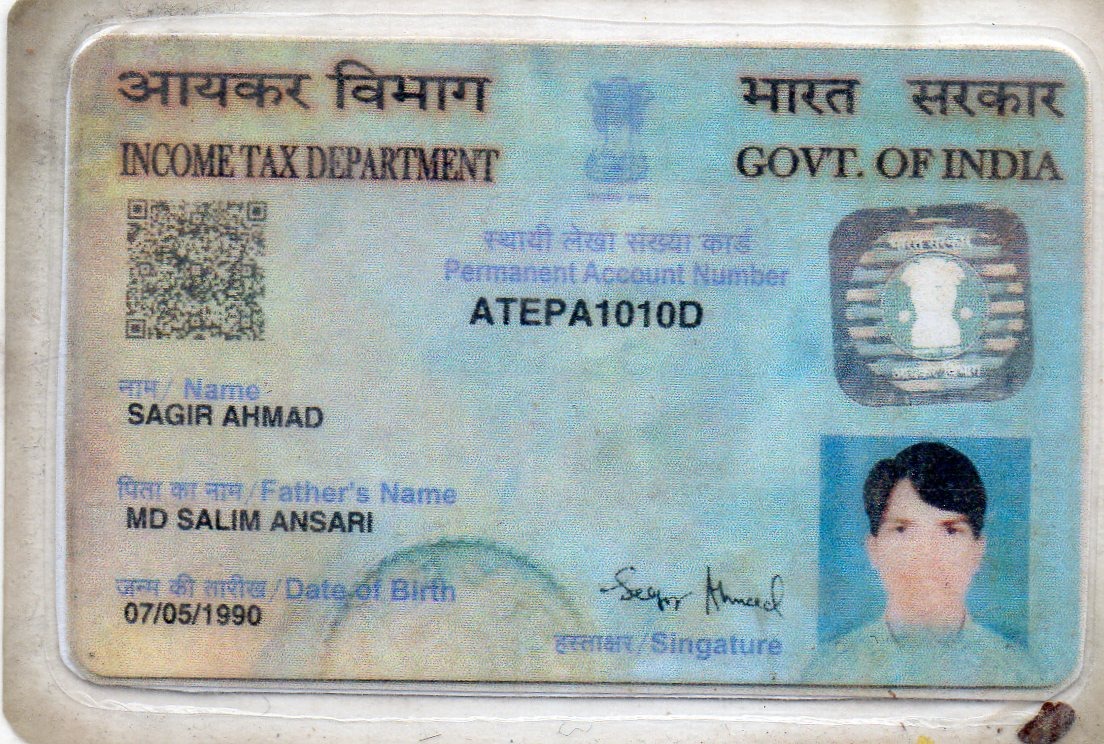 आयकर विभाग
INCOME TAX DEPARTMENT
भारत सरकार
GOVT. OF INDIA
स्थायी लेखा संख्या कार्ड
Permanent Account Number
ATEPA1010D
नाम / Name
SAGIR AHMAD
पिता का नाम/Father's Name
MD SALIM ANSARI
जन्म की तारीख/Date of Birth
07/05/1990
Ahmad
हस्ताक्षर/Singature